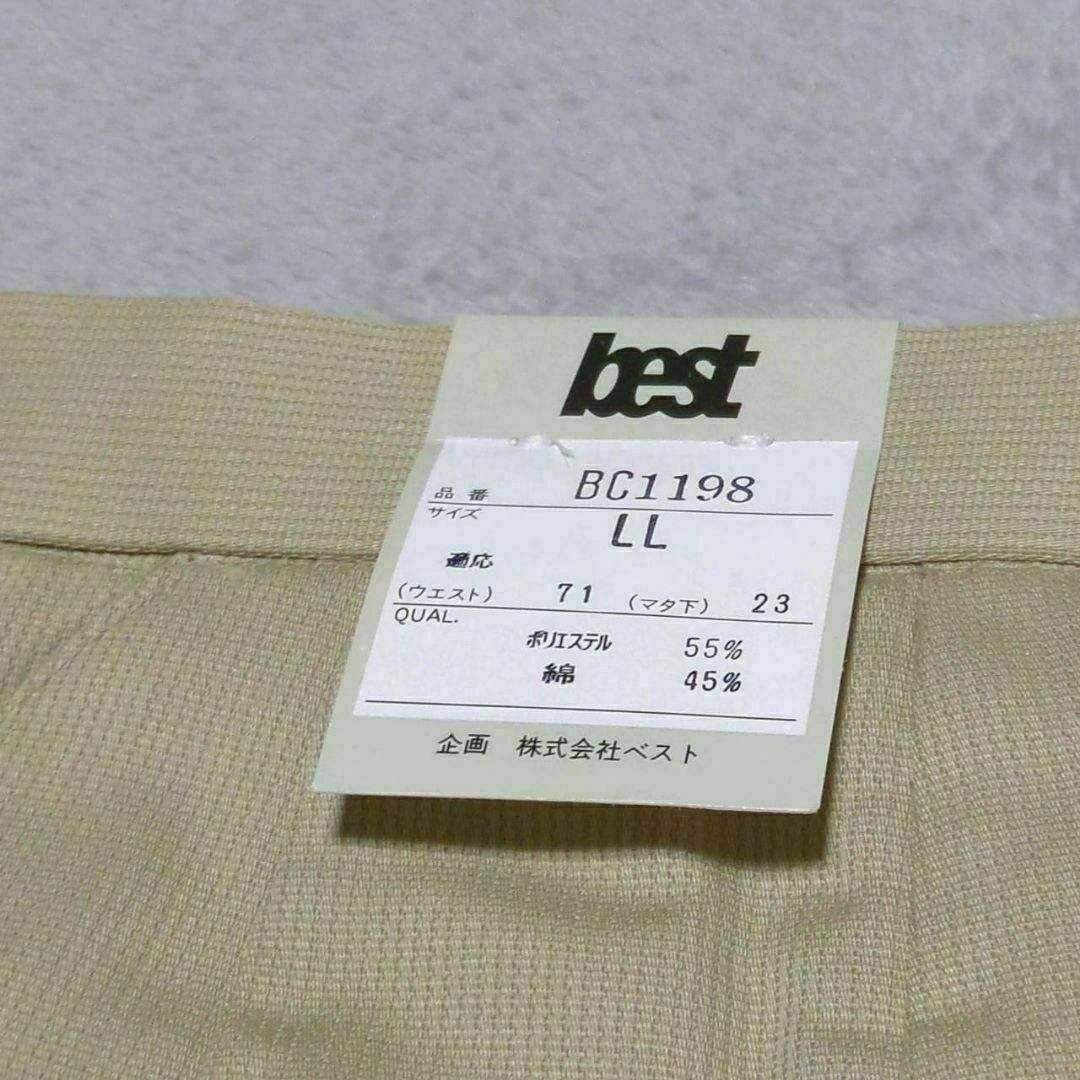 best
品番 BC1198
サイズ LL
適応
(ウエスト) 71 (マタ下) 23
QUAL.
ポリエステル 55%
綿 45%
企画 株式会社ベスト